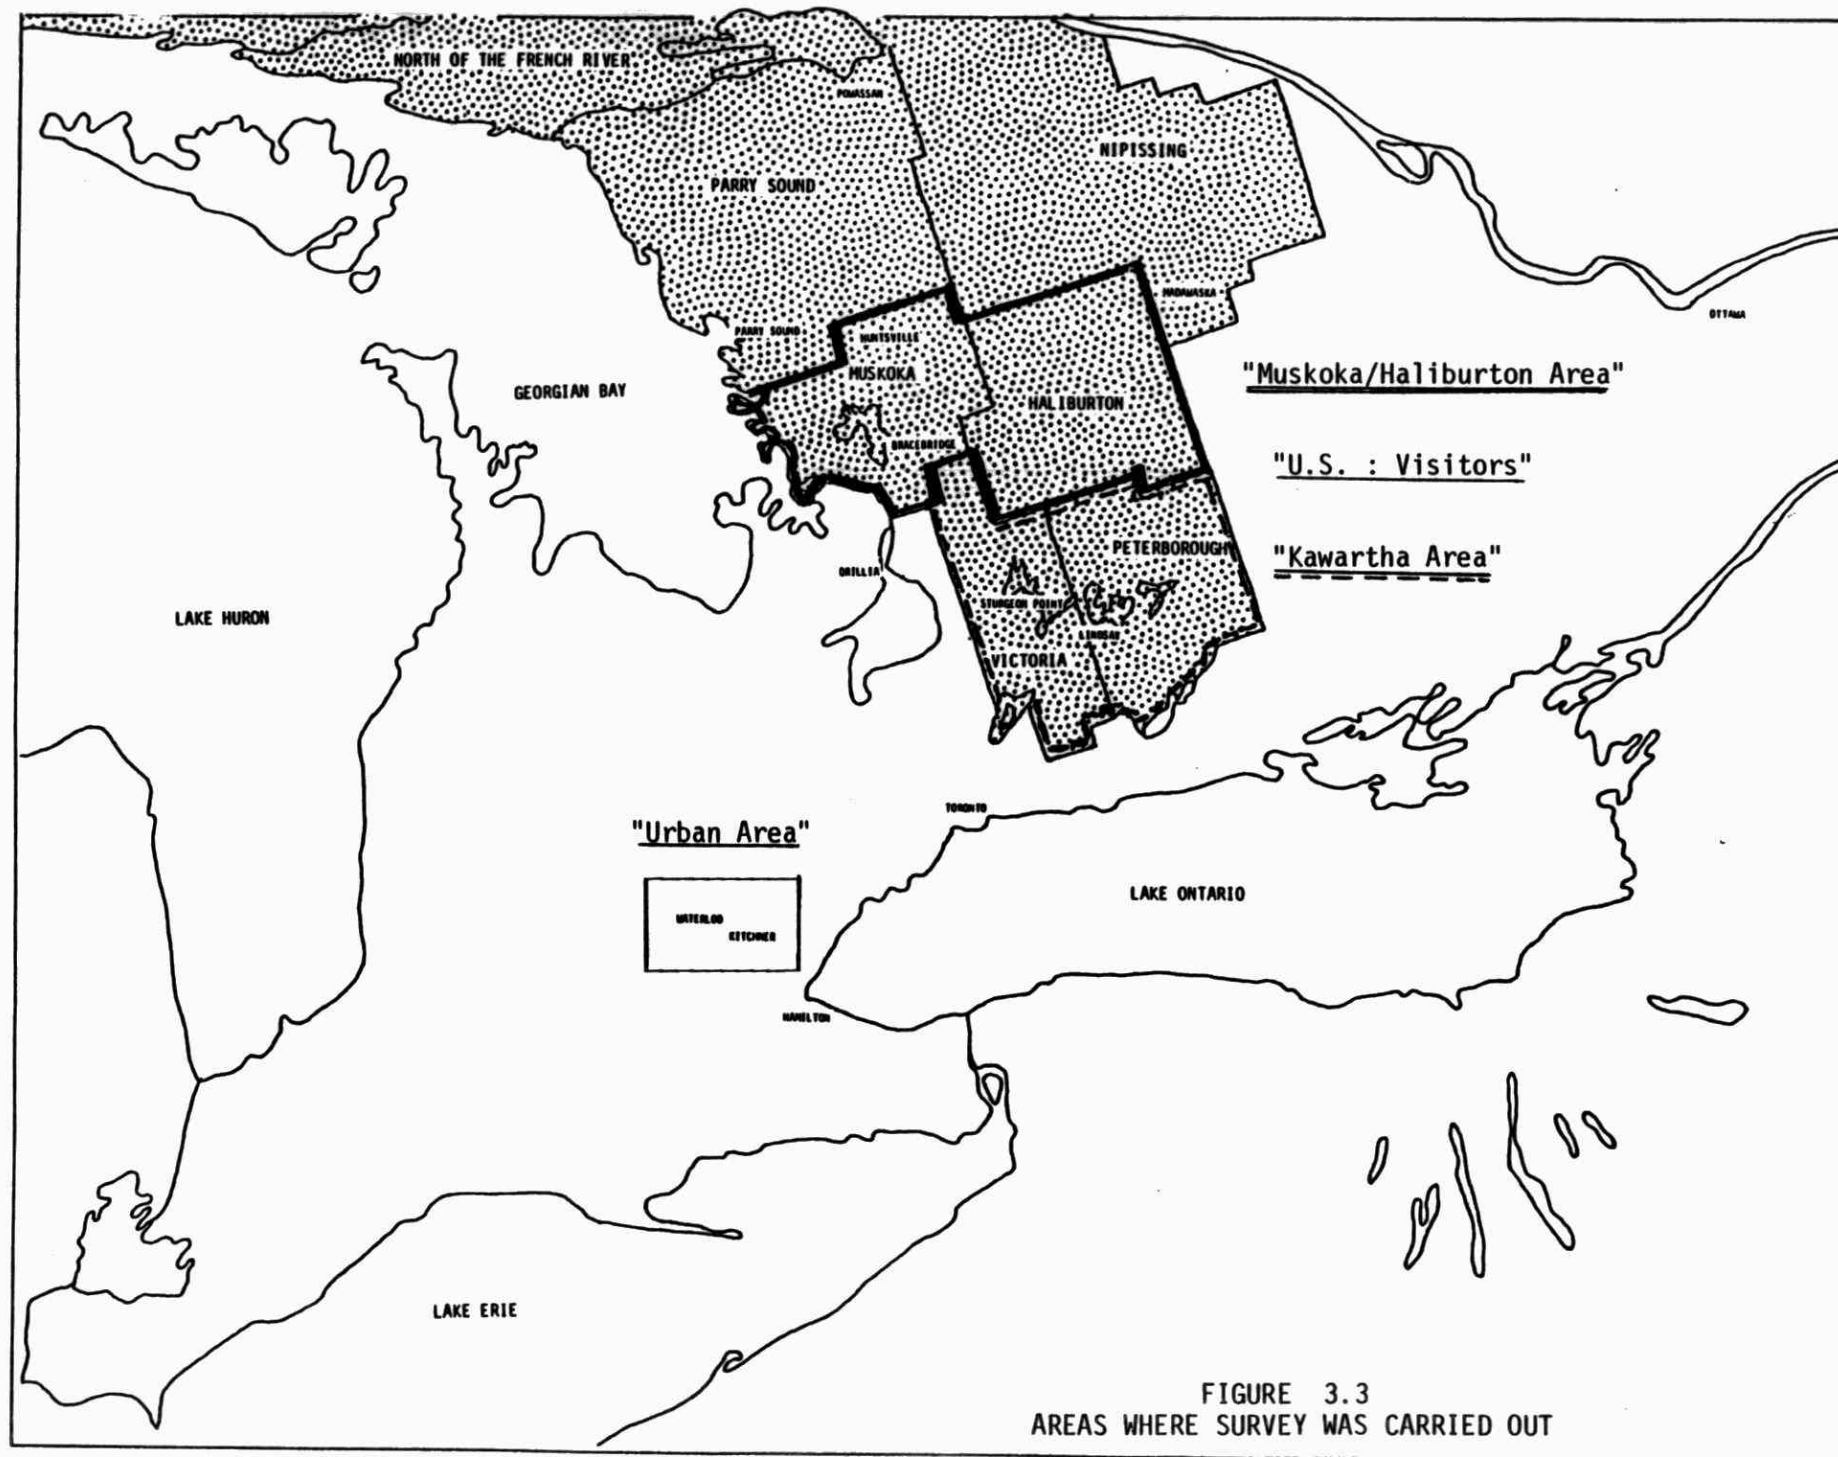 NORTH OF THE FRENCH RIVER
POWASSAN
NIPISSING
PARRY SOUND
MADAWASKA
OTTAWA
PARRY SOUND
HUNTSVILLE
MUSKOKA
"Muskoka/Haliburton Area"
GEORGIAN BAY
HALIBURTON
BRACEBRIDGE
"U.S. : Visitors"
PETERBOROUGH
"Kawartha Area"
ORILLIA
STURGEON POINT
LAKE HURON
LINDSAY
VICTORIA
TORONTO
"Urban Area"
LAKE ONTARIO
WATERLOO
KITCHNER
HAMILTON
LAKE ERIE
FIGURE 3.3
AREAS WHERE SURVEY WAS CARRIED OUT